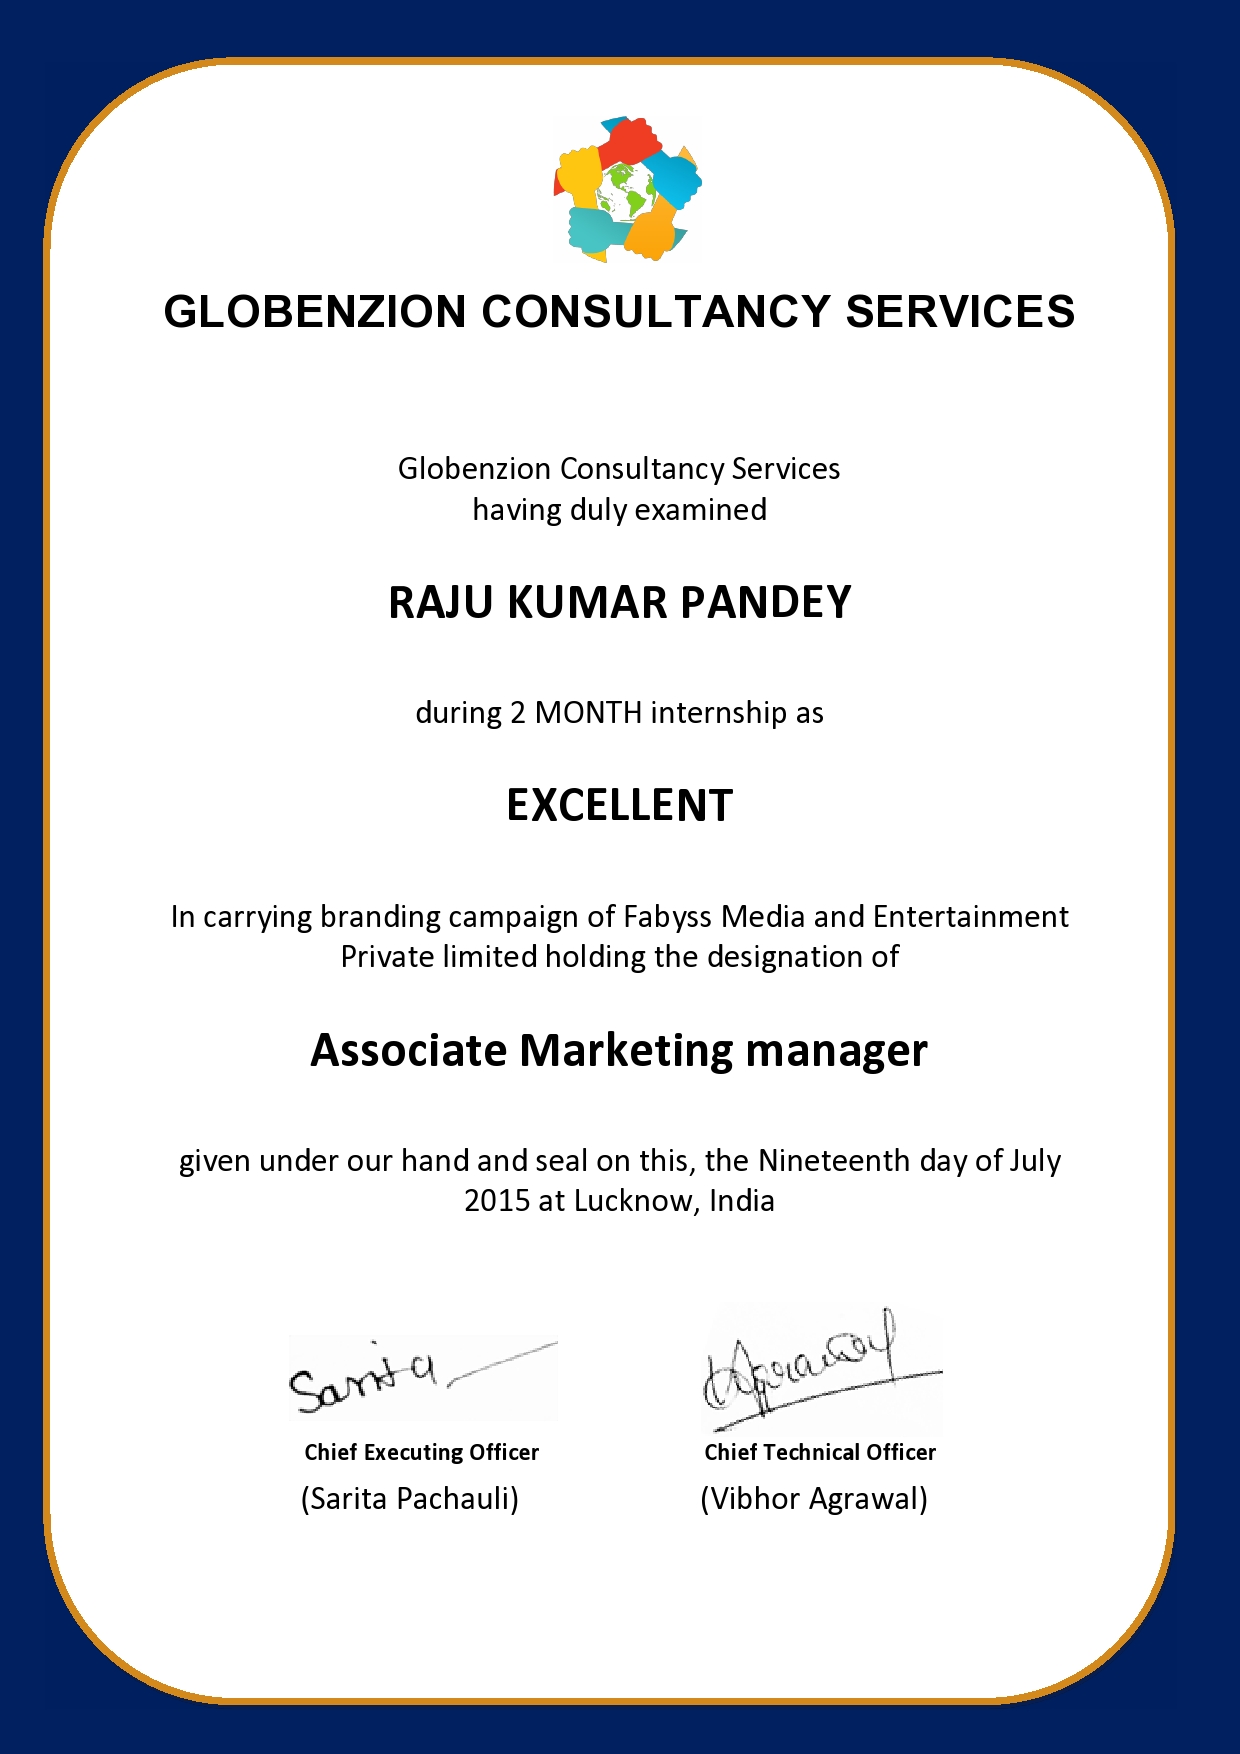 GLOBENZION CONSULTANCY SERVICES
Globenzion Consultancy Services
having duly examined
RAJU KUMAR PANDEY
during 2 MONTH internship as
EXCELLENT
In carrying branding campaign of Fabyss Media and Entertainment
Private limited holding the designation of
Associate Marketing manager
given under our hand and seal on this, the Nineteenth day of July
2015 at Lucknow, India
Sarita
Agrawal
Chief Executing Officer
Chief Technical Officer
(Sarita Pachauli)
(Vibhor Agrawal)